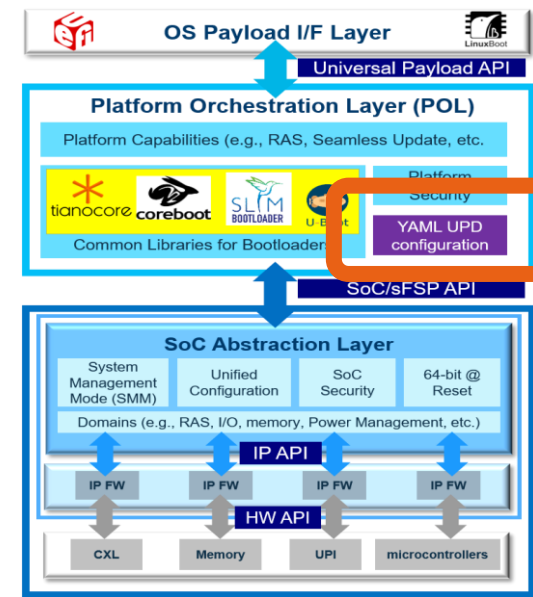 OS Payload I/F Layer
LinuxBoot
Universal Payload API
Platform Orchestration Layer (POL)
Platform Capabilities (e.g., RAS, Seamless Update, etc.
tianocore coreboot SLIM BOOTLOADER U-Boot
Common Libraries for Bootloader
Platform
Security
YAML UPD
configuration
SoC/sFSP API
SoC Abstraction Layer
System
Management
Mode (SMM)
Unified
Configuration
SoC
Security
64-bit @
Reset
Domains (e.g., RAS, I/O, memory, Power Management, etc.)
IP API
IP FW IP FW IP FW IP FW
HW API
CXL Memory UPI microcontrollers